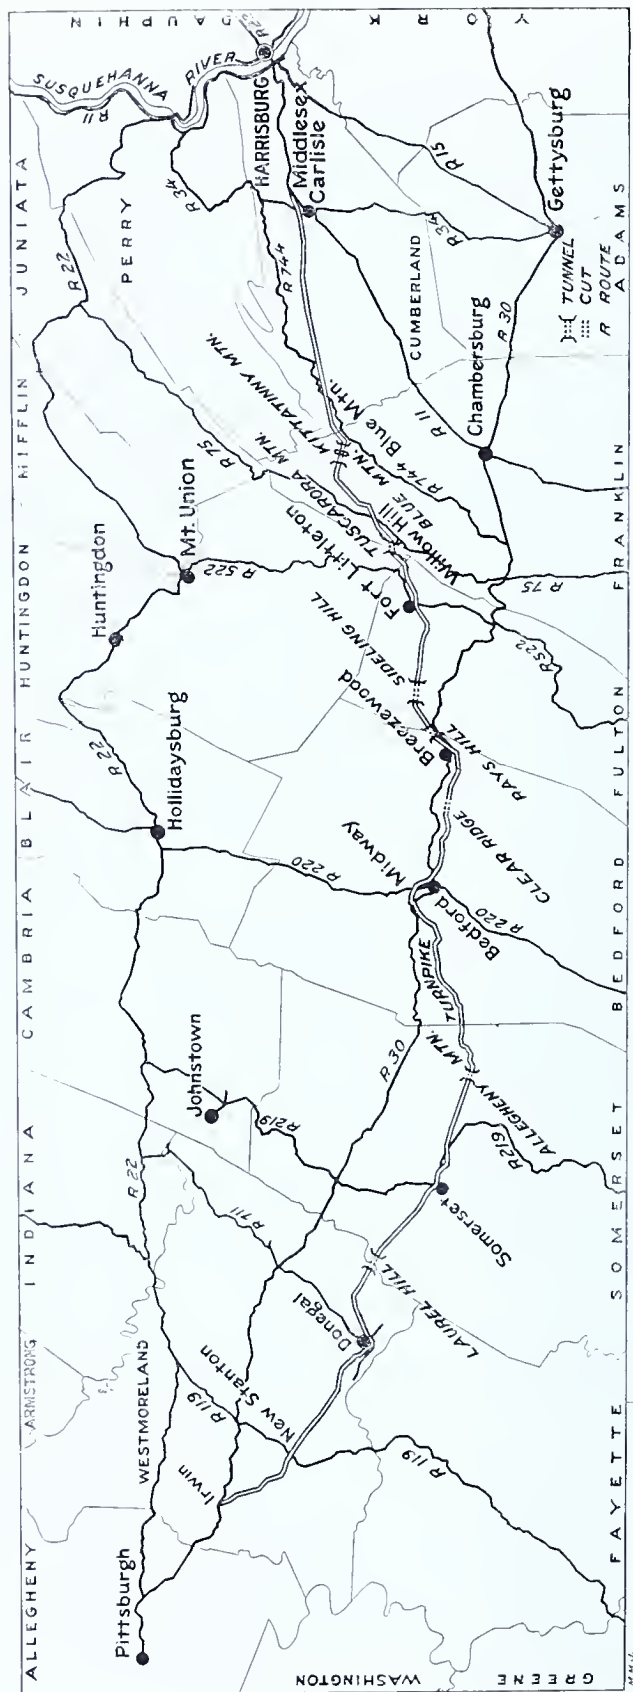 ALLEGHENY
ARMSTRONG
INDIANA
CAMBRIA
BLAIR
HUNTINGDON
MIFFLIN
JUNIATA
DAUPHIN
YORK
SUSQUEHANNA
RIVER
R 11
R 22
PERRY
R 34
HARRISBURG
Middlesex
Carlisle
R 15
R 34
R 744
CUMBERLAND
Gettysburg
TUNNEL
CUT
R ROUTE
ADAMS
R 30
Chambersburg
R 11
KITTATINNY MTN.
Blue Mtn.
BLUE MTN.
R 744
TUSCARORA MTN.
R 75
Willow Hill
Fort Littleton
Mt. Union
Huntingdon
R 522
R 75
R 522
SIDELING HILL
Breezewood
RAYS HILL
CLEAR RIDGE
R 22
Hollidaysburg
R 220
Midway
Bedford
R 220
TURNPIKE
R 30
ALLEGHENY MTN.
Johnstown
R 219
R 219
Somerset
R 22
R 711
LAUREL HILL
Donegal
New Stanton
WESTMORELAND
R 119
Irwin
R 119
Pittsburgh
WASHINGTON
GREENE
FAYETTE
SOMERSET
BEDFORD
FULTON
FRANKLIN